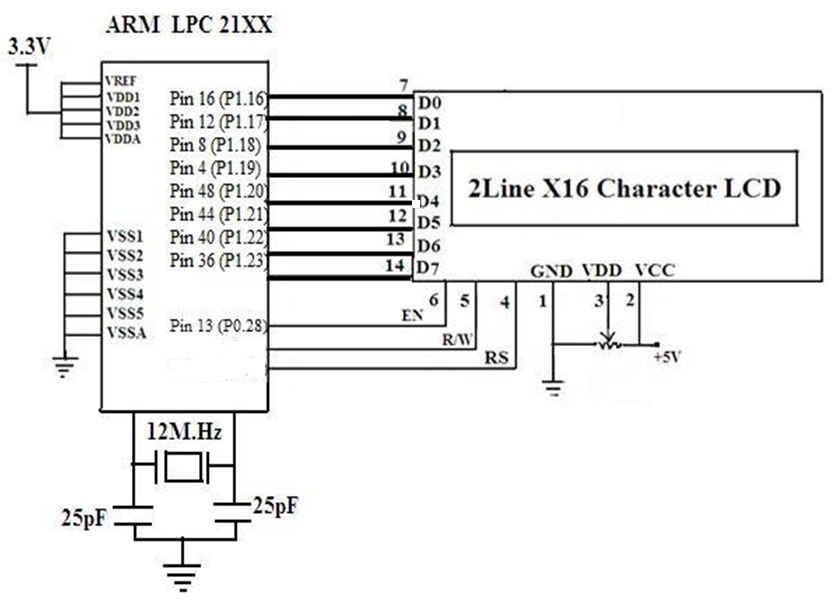 ARM LPC 21XX
3.3V
VREF
VDD1
VDD2
VDD3
VDDA
Pin 16 (P1.16)
Pin 12 (P1.17)
Pin 8 (P1.18)
Pin 4 (P1.19)
Pin 48 (P1.20)
Pin 44 (P1.21)
Pin 40 (P1.22)
Pin 36 (P1.23)
7
8
9
10
11
12
13
14
D0
D1
D2
D3
D4
D5
D6
D7
2Line X16 Character LCD
GND VDD VCC
VSS1
VSS2
VSS3
VSS4
VSS5
VSSA
Pin 13 (P0.28)
6 5 4 1 3 2
EN
R/W
RS
+5V
12M.Hz
25pF
25pF